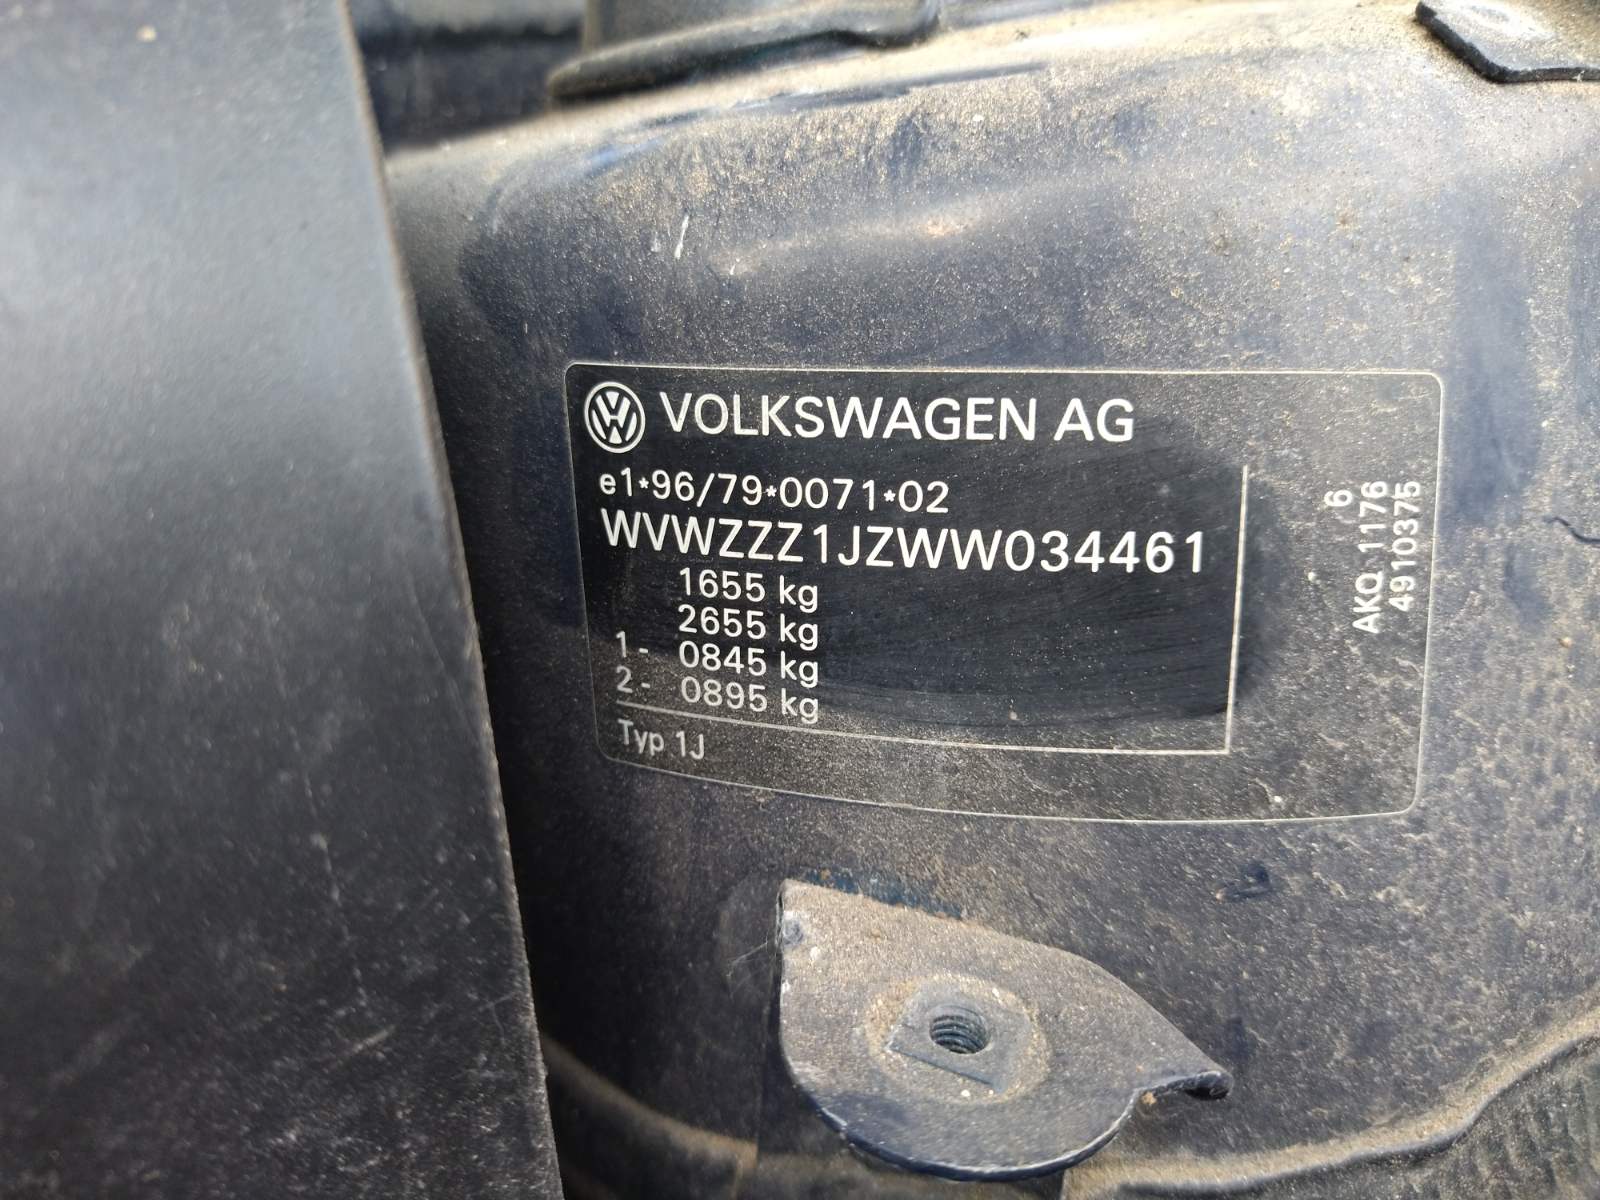 VOLKSWAGEN AG
e1*96/79*0071*02
WVWZZZ1JZWW034461
1655 kg
2655 kg
1- 0845 kg
2- 0895 kg
Typ 1J
6
AKQ 1176
4910375